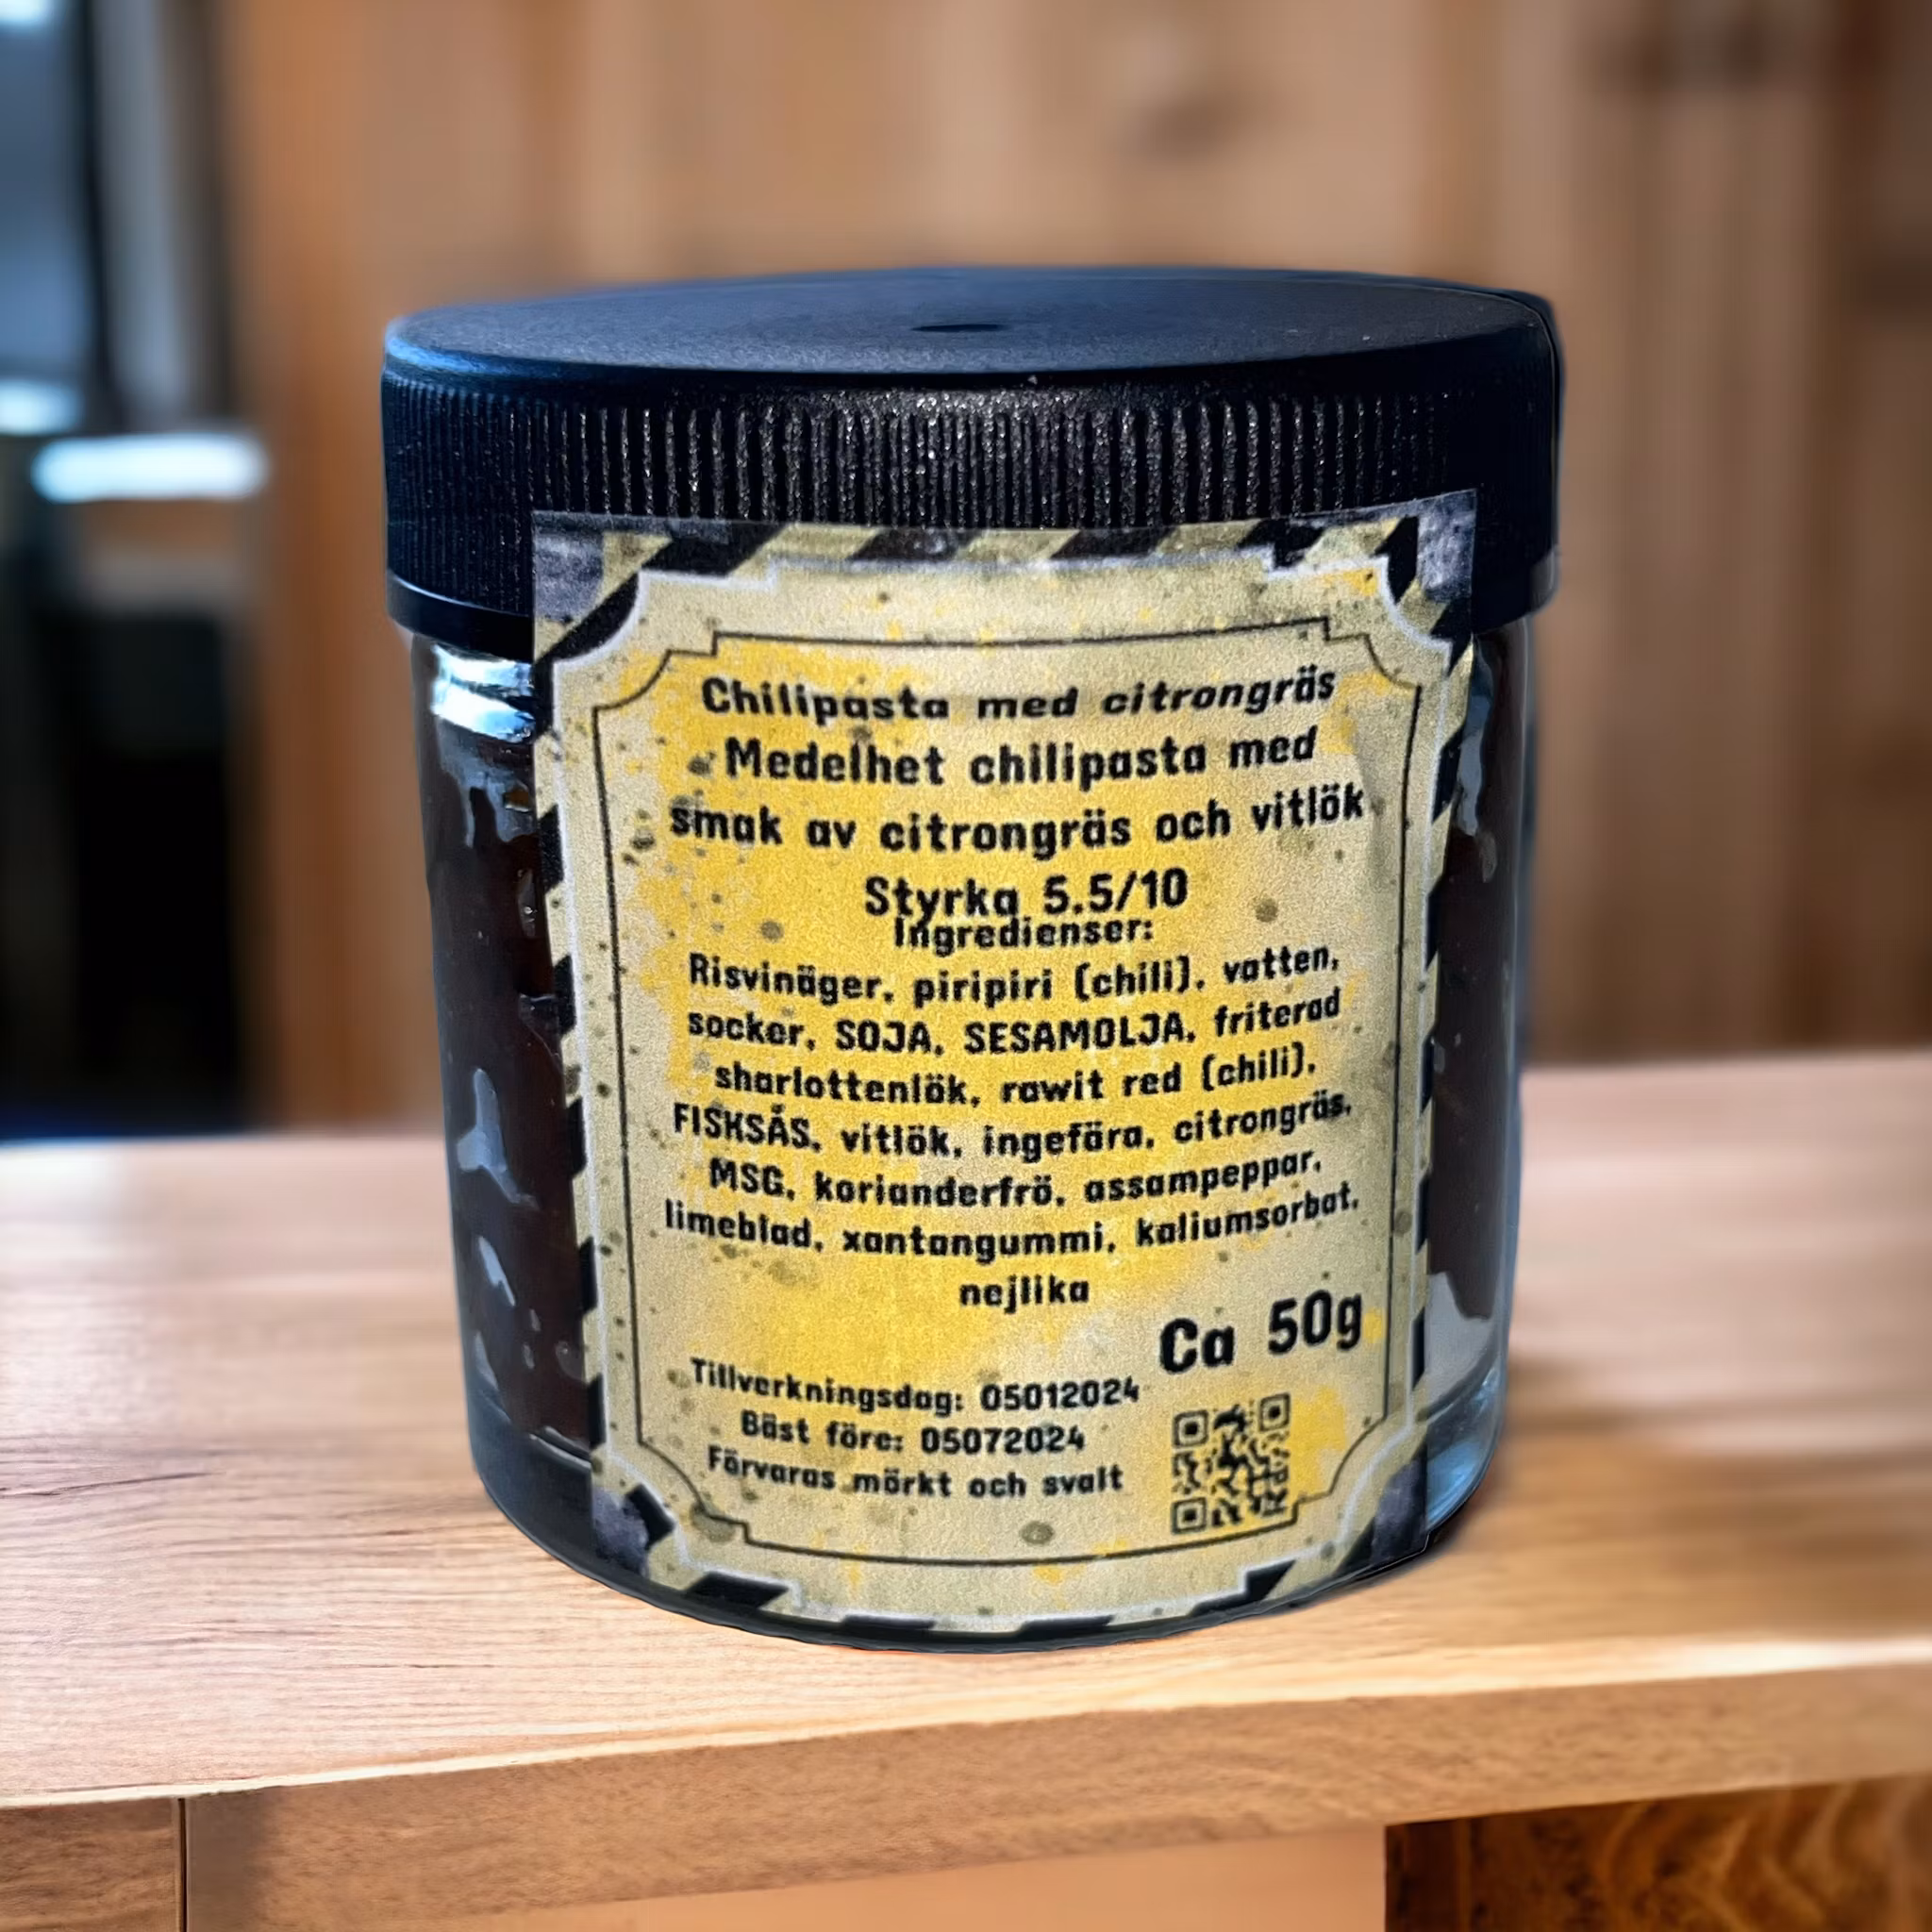 Chilipasta med citrongräs
Medelhet chilipasta med
smak av citrongräs och vitlök
Styrka 5.5/10
Ingredienser:
Risvinäger, piripiri (chili), vatten,
socker, SOJA, SESAMOLJA, friterad
sharlottenlök, rawit red (chili),
FISKSÅS, vitlök, ingefära, citrongräs,
MSG, korianderfrö, assampeppar,
limeblad, xantangummi, kaliumsorbat,
nejlika
Ca 50g
Tillverkningsdag: 05012024
Bäst före: 05072024
Förvaras mörkt och svalt